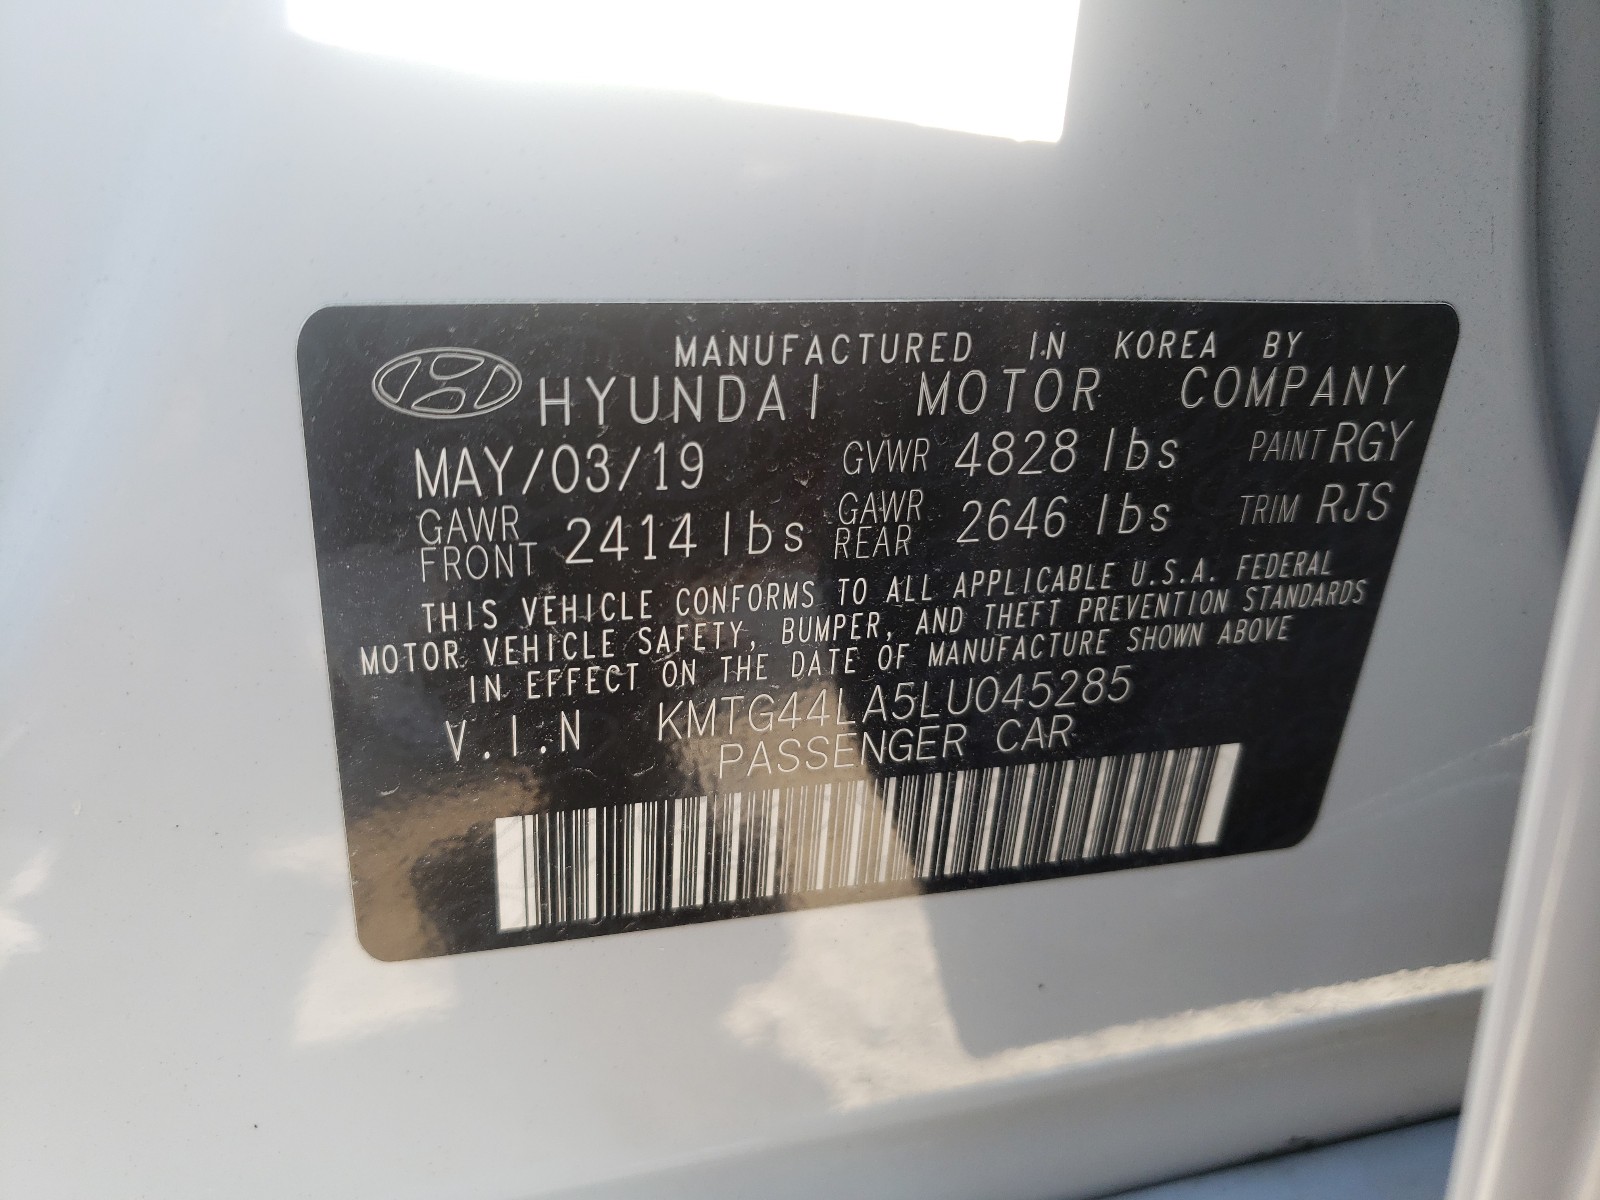 MANUFACTURED IN KOREA BY
HYUNDAI MOTOR COMPANY
MAY/03/19 GVWR 4828 lbs PAINT RGY
GAWR FRONT 2414 lbs GAWR REAR 2646 lbs TRIM RJS
THIS VEHICLE CONFORMS TO ALL APPLICABLE U.S.A. FEDERAL
MOTOR VEHICLE SAFETY, BUMPER, AND THEFT PREVENTION STANDARDS
IN EFFECT ON THE DATE OF MANUFACTURE SHOWN ABOVE
V.I.N KMTG44LA5LU045285
PASSENGER CAR